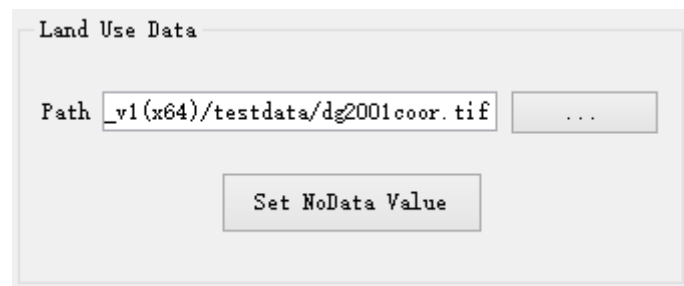 Land Use Data
Path _v1(x64)/testdata/dg2001coor.tif ...
Set NoData Value